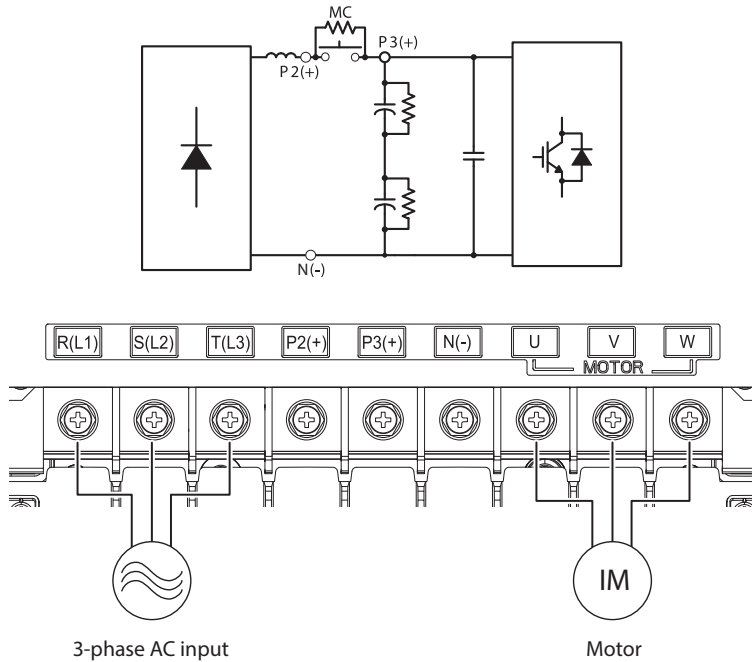 MC
P2(+)
P3(+)
N(-)
R(L1) S(L2) T(L3) P2(+) P3(+) N(-) U V W
MOTOR
IM
3-phase AC input
Motor